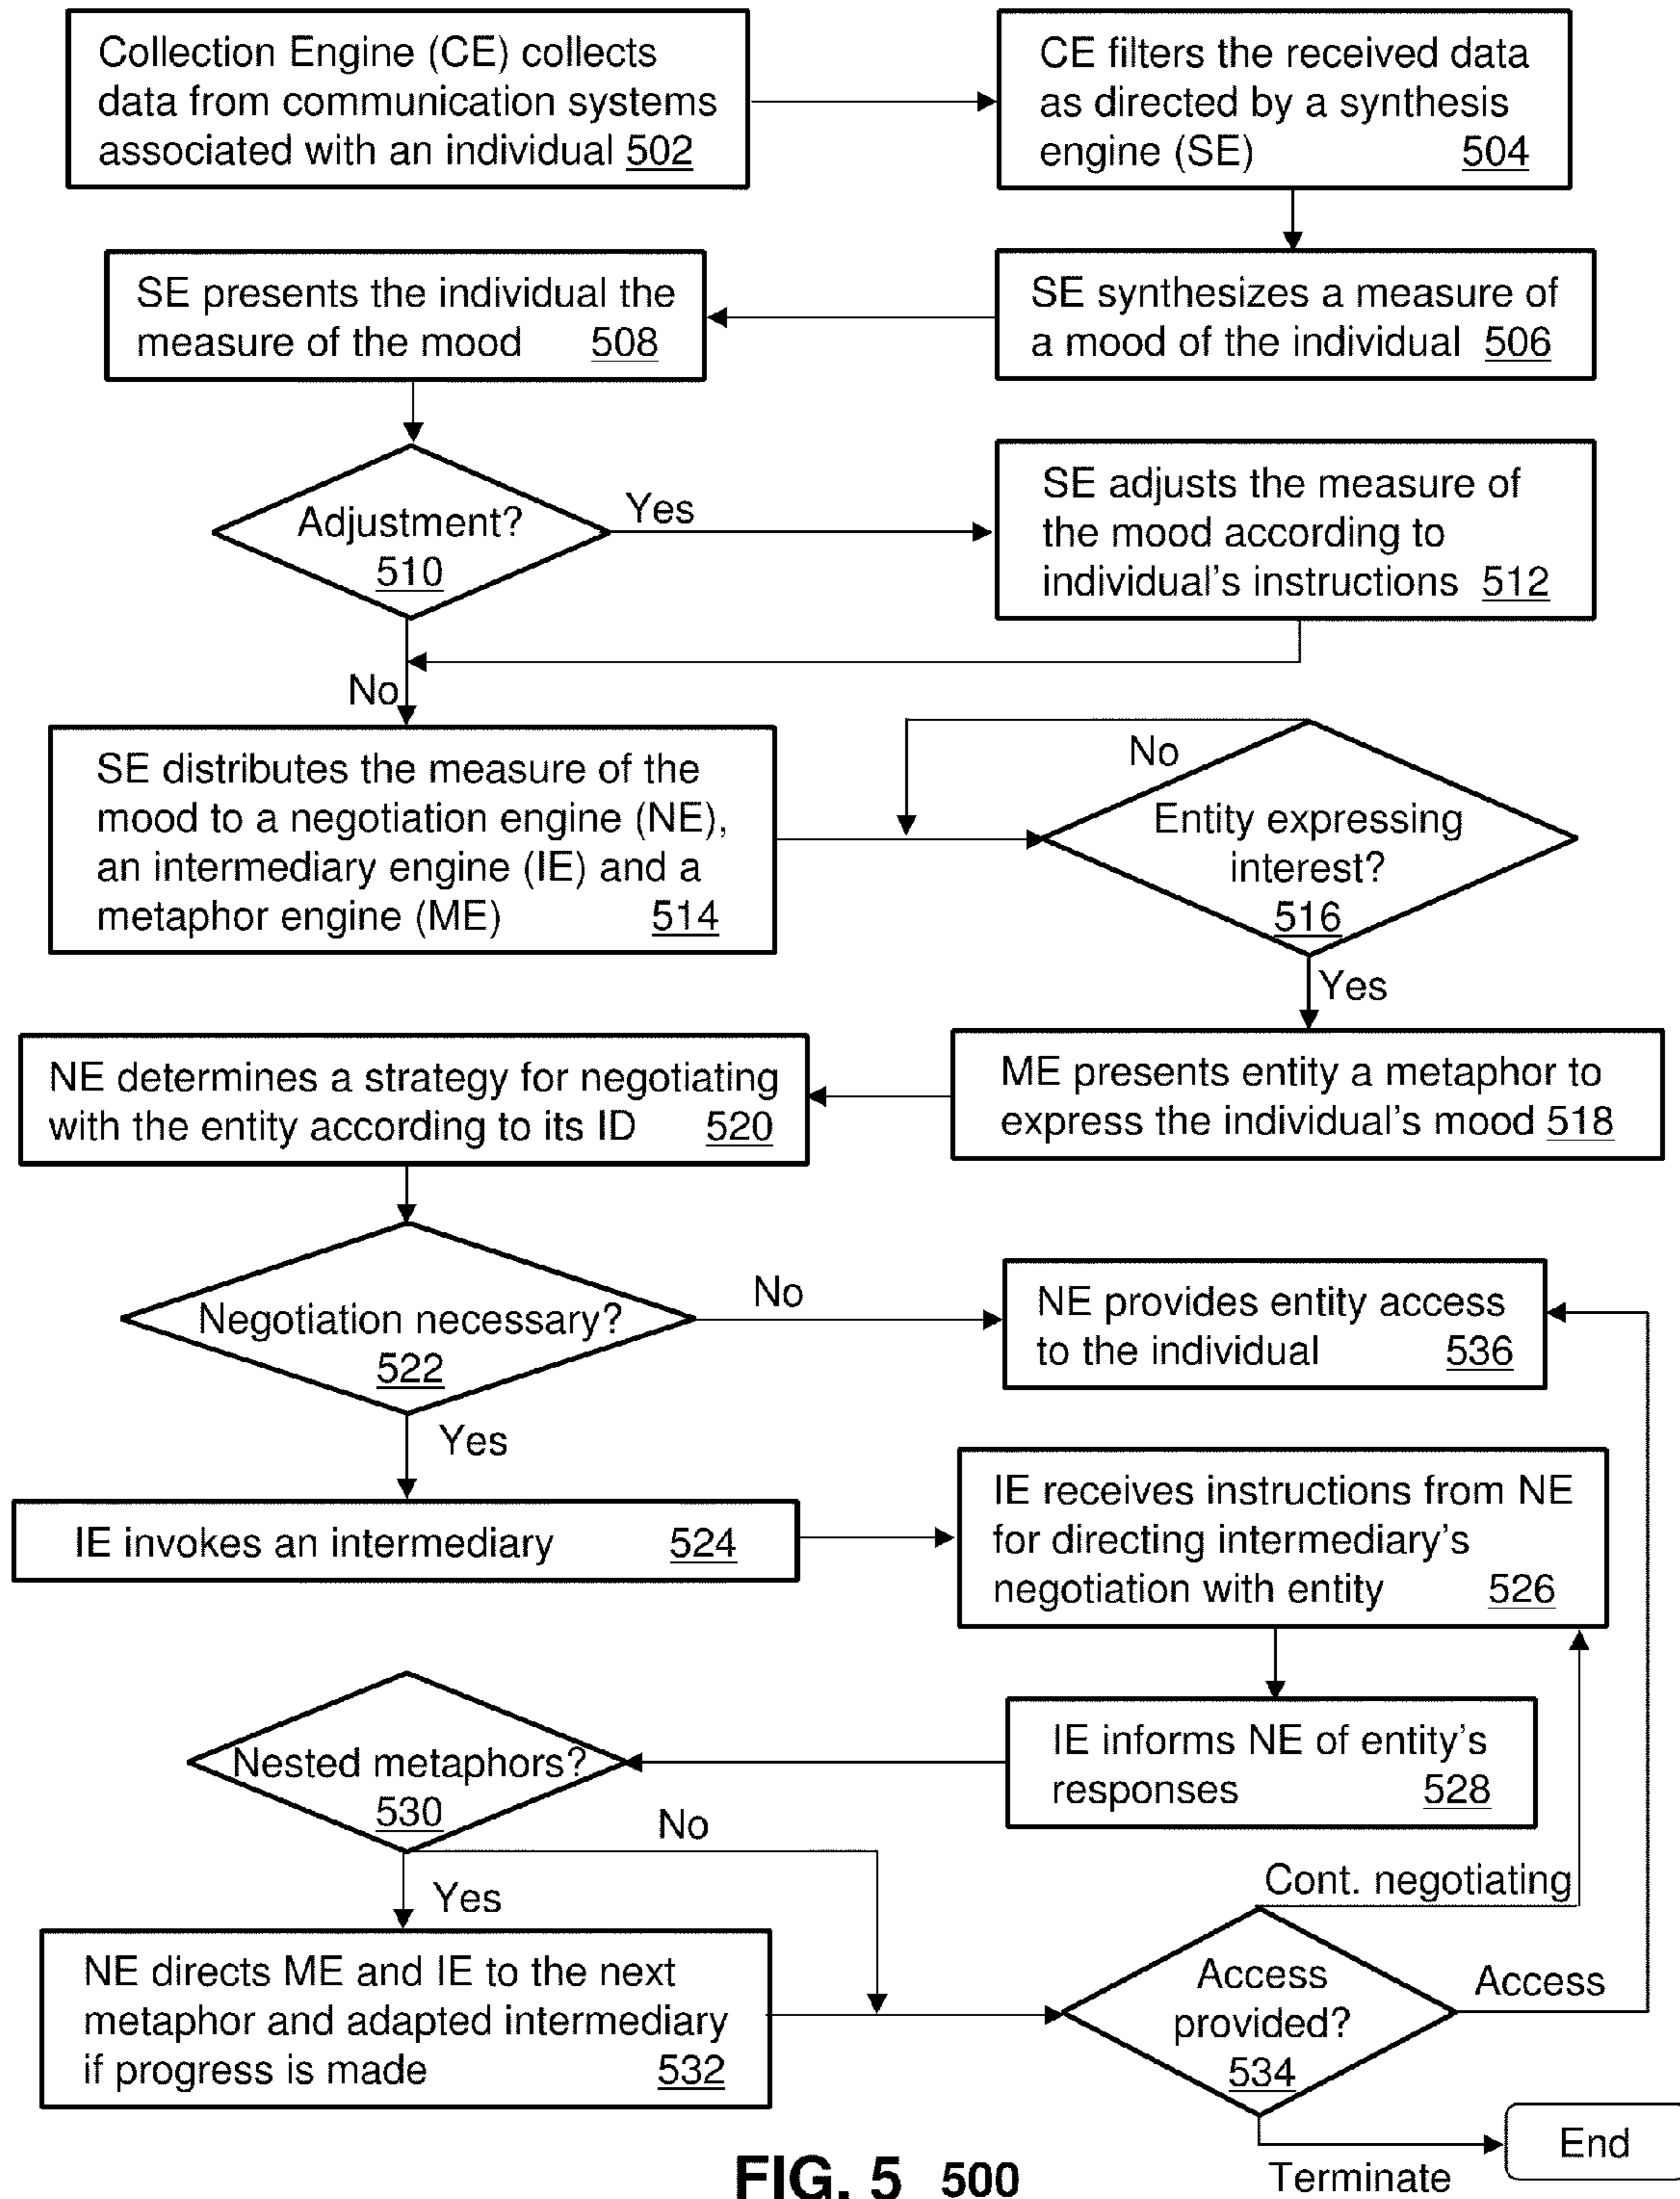 Collection Engine (CE) collects
data from communication systems
associated with an individual 502
CE filters the received data
as directed by a synthesis
engine (SE) 504
SE presents the individual the
measure of the mood 508
SE synthesizes a measure of
a mood of the individual 506
Adjustment?
510
Yes
SE adjusts the measure of
the mood according to
individual's instructions 512
No
SE distributes the measure of the
mood to a negotiation engine (NE),
an intermediary engine (IE) and a
metaphor engine (ME) 514
No
Entity expressing
interest?
516
Yes
NE determines a strategy for negotiating
with the entity according to its ID 520
ME presents entity a metaphor to
express the individual's mood 518
Negotiation necessary?
522
No
NE provides entity access
to the individual 536
Yes
IE invokes an intermediary 524
IE receives instructions from NE
for directing intermediary's
negotiation with entity 526
Nested metaphors?
530
IE informs NE of entity's
responses 528
No
Yes
Cont. negotiating
NE directs ME and IE to the next
metaphor and adapted intermediary
if progress is made 532
Access
provided?
534
Access
End
Terminate
FIG. 5 500